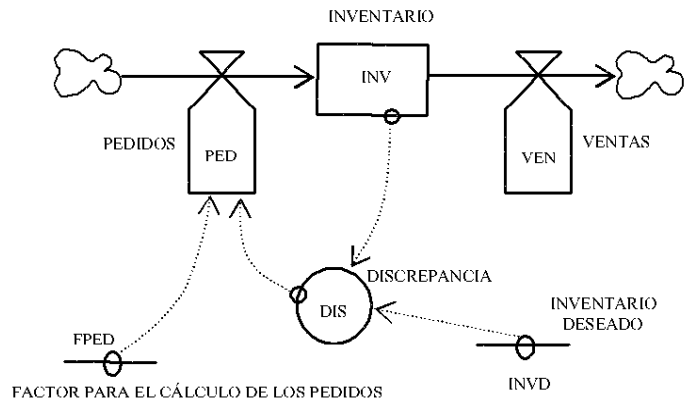 INVENTARIO
INV
PEDIDOS
PED
VEN
VENTAS
DISCREPANCIA
DIS
INVENTARIO
DESEADO
FPED
INVD
FACTOR PARA EL CÁLCULO DE LOS PEDIDOS